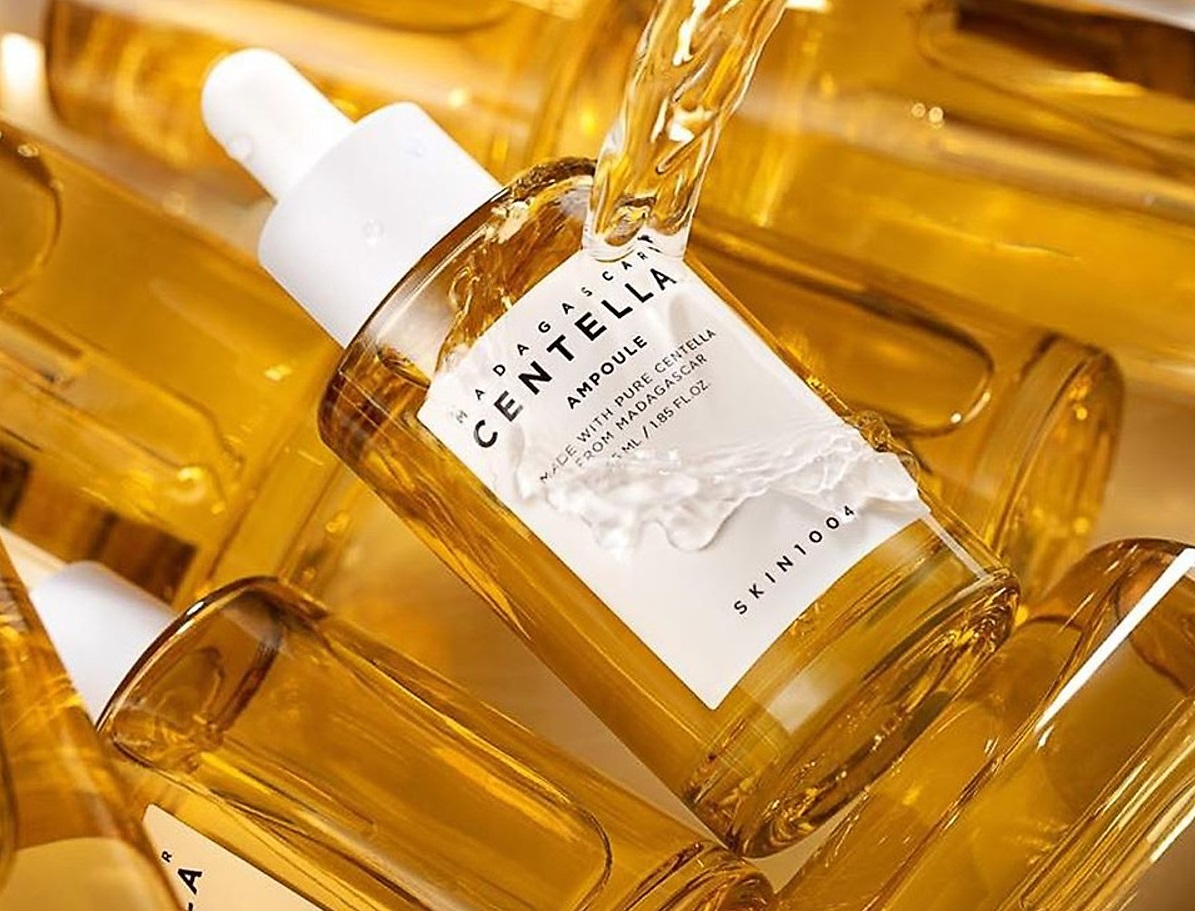 MADAGASCAR
CENTELLA
AMPOULE
MADE WITH PURE CENTELLA
FROM MADAGASCAR
ML / 1.85 FL.OZ.
SKIN1004